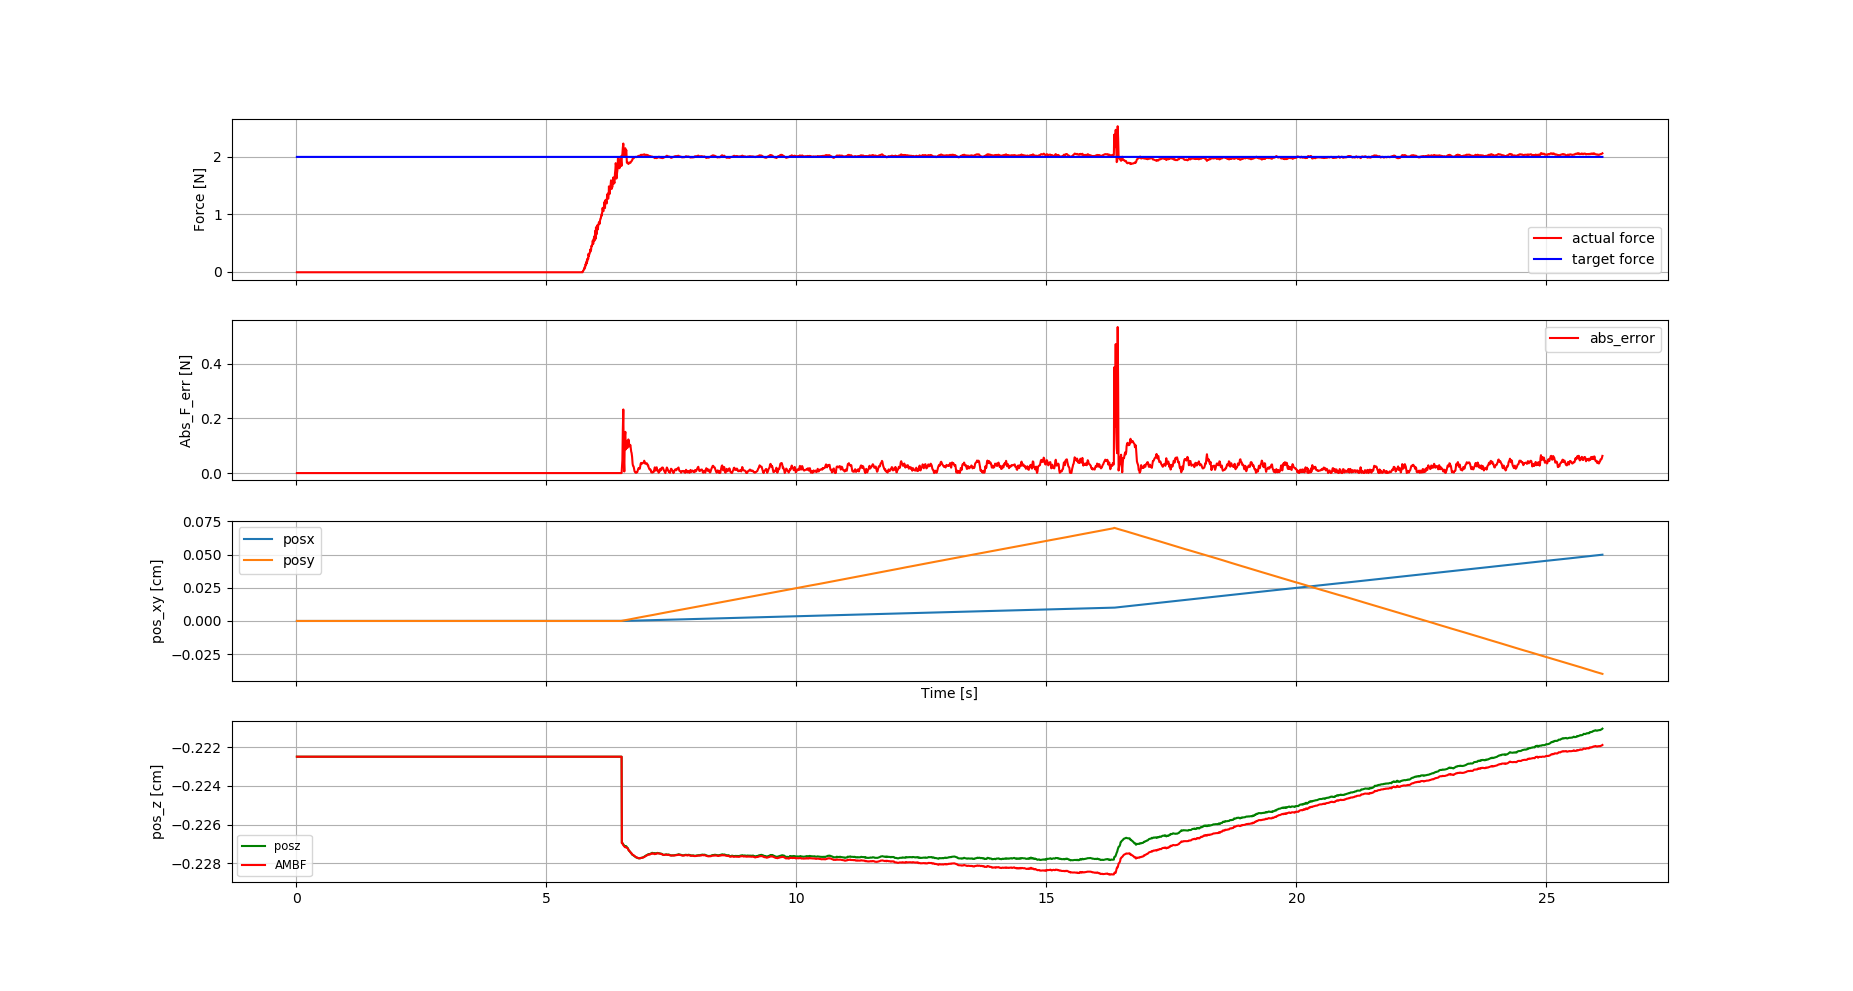 2
1
0
Force [N]
actual force
target force
0.4
0.2
0.0
Abs_F_err [N]
abs_error
0.075
0.050
0.025
0.000
−0.025
pos_xy [cm]
posx
posy
Time [s]
−0.222
−0.224
−0.226
−0.228
pos_z [cm]
posz
AMBF
0 5 10 15 20 25